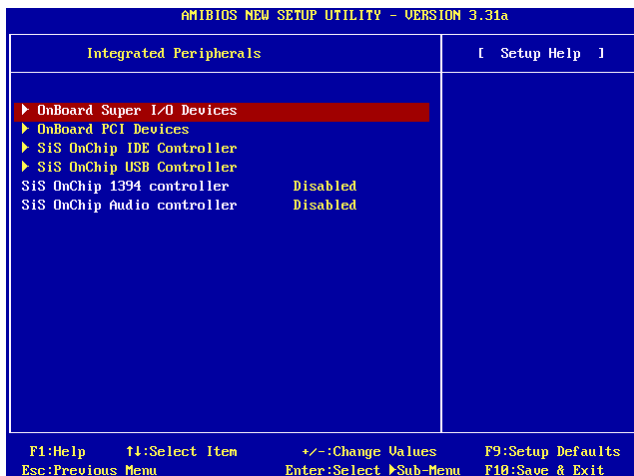 AMIBIOS NEW SETUP UTILITY - VERSION 3.31a
Integrated Peripherals
[ Setup Help ]
OnBoard Super I/O Devices
OnBoard PCI Devices
SiS OnChip IDE Controller
SiS OnChip USB Controller
SiS OnChip 1394 controller Disabled
SiS OnChip Audio controller Disabled
F1:Help ↑↓:Select Item +/-:Change Values F9:Setup Defaults
Esc:Previous Menu Enter:Select ▶Sub-Menu F10:Save & Exit